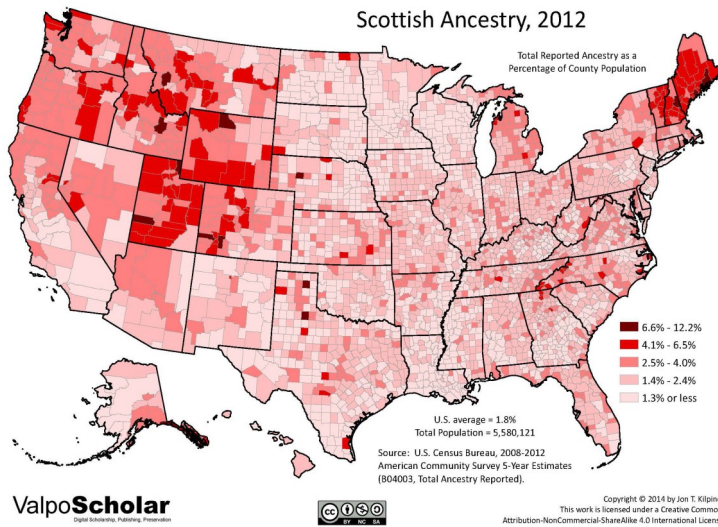 Scottish Ancestry, 2012
Total Reported Ancestry as a
Percentage of County Population
6.6% - 12.2%
4.1% - 6.5%
2.5% - 4.0%
1.4% - 2.4%
1.3% or less
U.S. average = 1.8%
Total Population = 5,580,121
Source: U.S. Census Bureau, 2008-2012
American Community Survey 5-Year Estimates
(B04003, Total Ancestry Reported).
ValpoScholar
Digital Scholarship, Publishing, Preservation
cc
BY NC SA
Copyright © 2014 by Jon T. Kilpin
This work is licensed under a Creative Commo
Attribution-NonCommercial-ShareAlike 4.0 International Licen